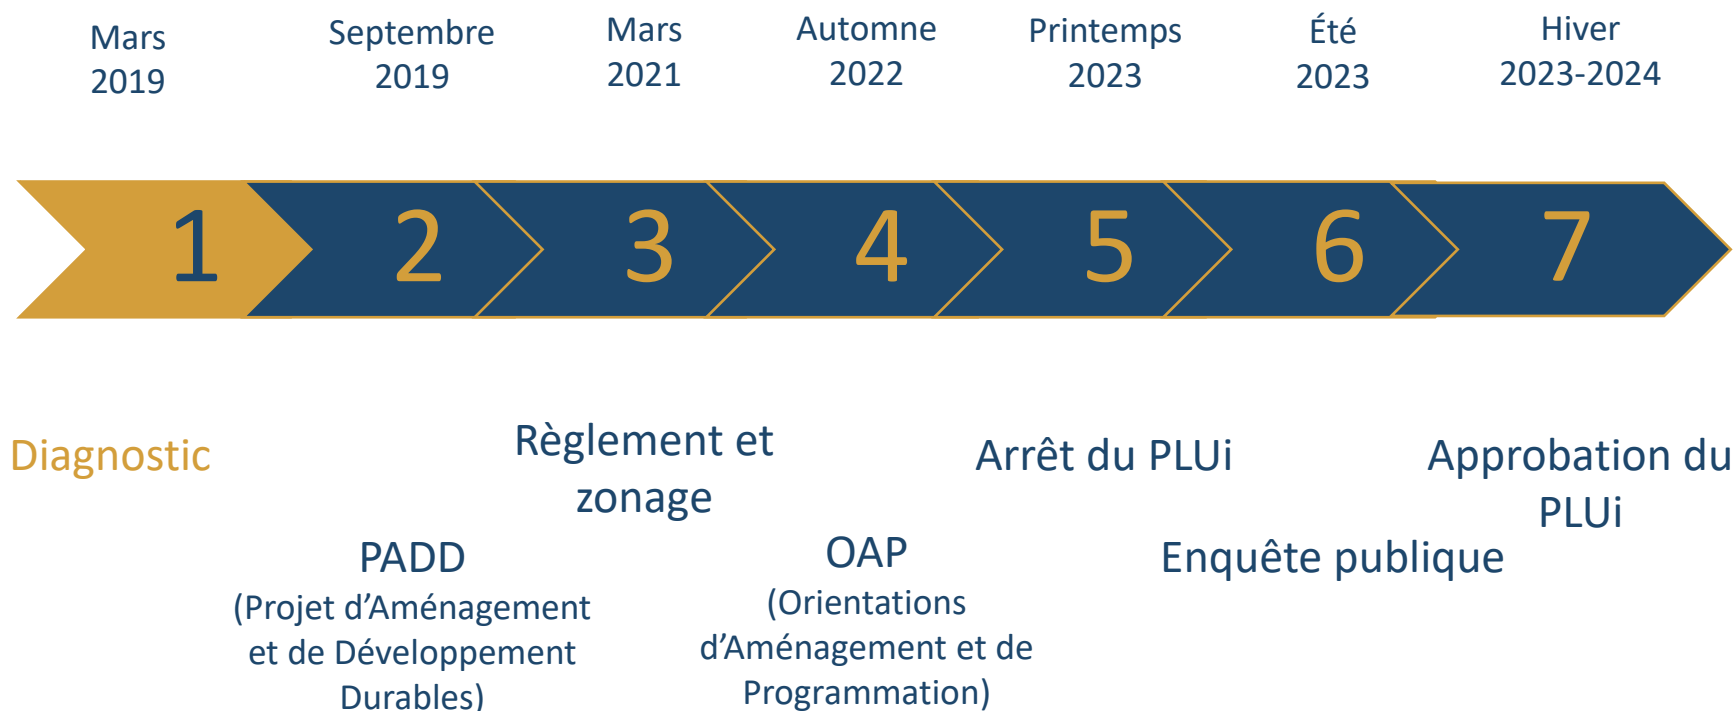 Mars
2019
Septembre
2019
Mars
2021
Automne
2022
Printemps
2023
Été
2023
Hiver
2023-2024
1
2
3
4
5
6
7
Diagnostic
PADD
(Projet d’Aménagement
et de Développement
Durables)
Règlement et
zonage
OAP
(Orientations
d’Aménagement et de
Programmation)
Arrêt du PLUi
Enquête publique
Approbation du
PLUi